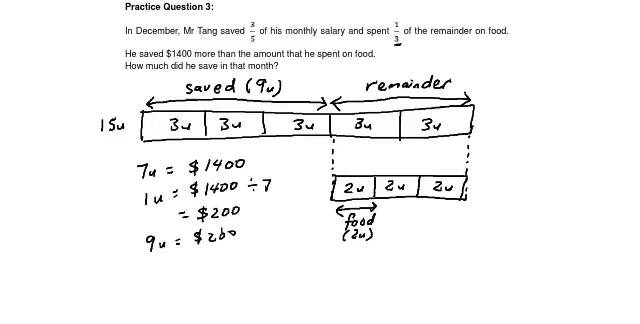 Practice Question 3:
In December, Mr Tang saved 3/5 of his monthly salary and spent 1/3 of the remainder on food.
He saved $1400 more than the amount that he spent on food.
How much did he save in that month?
saved (9u) remainder
15u 3u 3u 3u 3u 3u
7u = $1400
1u = $1400 ÷ 7
= $200
9u = $200
2u 2u 2u
food
(2u)